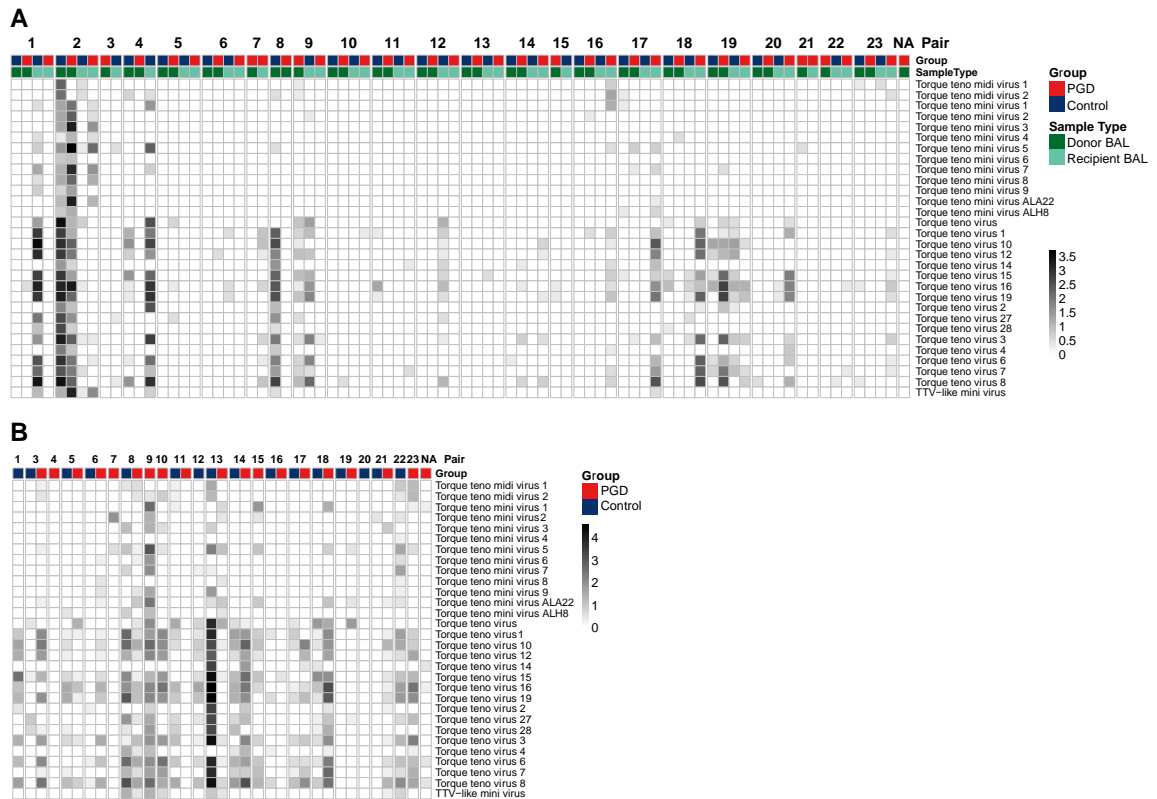 A
1 2 3 4 5 6 7 8 9 10 11 12 13 14 15 16 17 18 19 20 21 22 23 NA Pair
Group
SampleType
Torque teno midi virus 1
Torque teno midi virus 2
Torque teno mini virus 1
Torque teno mini virus 2
Torque teno mini virus 3
Torque teno mini virus 4
Torque teno mini virus 5
Torque teno mini virus 6
Torque teno mini virus 7
Torque teno mini virus 8
Torque teno mini virus 9
Torque teno mini virus ALA22
Torque teno mini virus ALH8
Torque teno virus
Torque teno virus 1
Torque teno virus 10
Torque teno virus 12
Torque teno virus 14
Torque teno virus 15
Torque teno virus 16
Torque teno virus 19
Torque teno virus 2
Torque teno virus 27
Torque teno virus 28
Torque teno virus 3
Torque teno virus 4
Torque teno virus 6
Torque teno virus 7
Torque teno virus 8
TTV−like mini virus
Group
PGD
Control
Sample Type
Donor BAL
Recipient BAL
3.5
3
2.5
2
1.5
1
0.5
0
B
1 3 4 5 6 7 8 9 10 11 12 13 14 15 16 17 18 19 20 21 22 23 NA Pair
Group
Torque teno midi virus 1
Torque teno midi virus 2
Torque teno mini virus 1
Torque teno mini virus2
Torque teno mini virus 3
Torque teno mini virus 4
Torque teno mini virus 5
Torque teno mini virus 6
Torque teno mini virus 7
Torque teno mini virus 8
Torque teno mini virus 9
Torque teno mini virus ALA22
Torque teno mini virus ALH8
Torque teno virus
Torque teno virus1
Torque teno virus 10
Torque teno virus 12
Torque teno virus 14
Torque teno virus 15
Torque teno virus 16
Torque teno virus 19
Torque teno virus 2
Torque teno virus 27
Torque teno virus 28
Torque teno virus 3
Torque teno virus 4
Torque teno virus 6
Torque teno virus 7
Torque teno virus 8
TTV−like mini virus
Group
PGD
Control
4
3
2
1
0